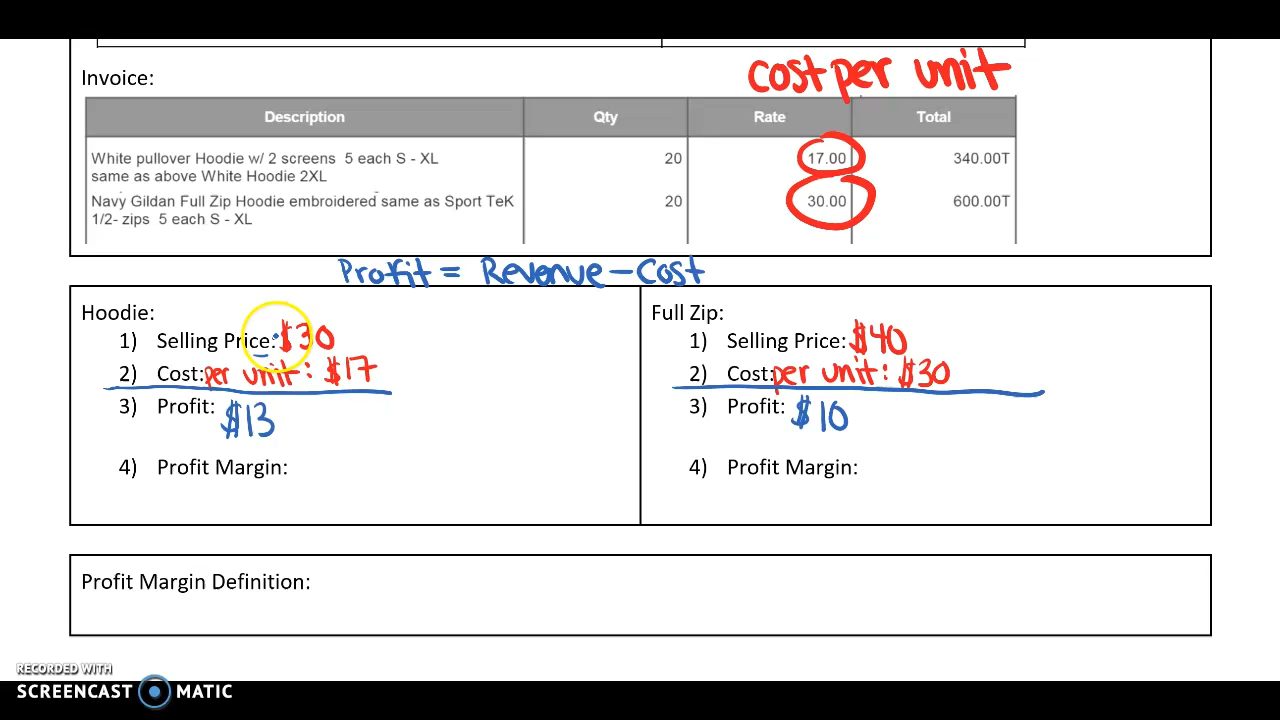 Invoice:
cost per unit
Description Qty Rate Total
White pullover Hoodie w/ 2 screens 5 each S - XL 20 17.00 340.00T
same as above White Hoodie 2XL
Navy Gildan Full Zip Hoodie embroidered same as Sport TeK 20 30.00 600.00T
1/2- zips 5 each S - XL
Profit = Revenue - Cost
Hoodie:
1) Selling Price: $30
2) Cost: per unit: $17
3) Profit: $13
4) Profit Margin:
Full Zip:
1) Selling Price: $40
2) Cost: per unit: $30
3) Profit: $10
4) Profit Margin:
Profit Margin Definition:
RECORDED WITH
SCREENCAST MATIC